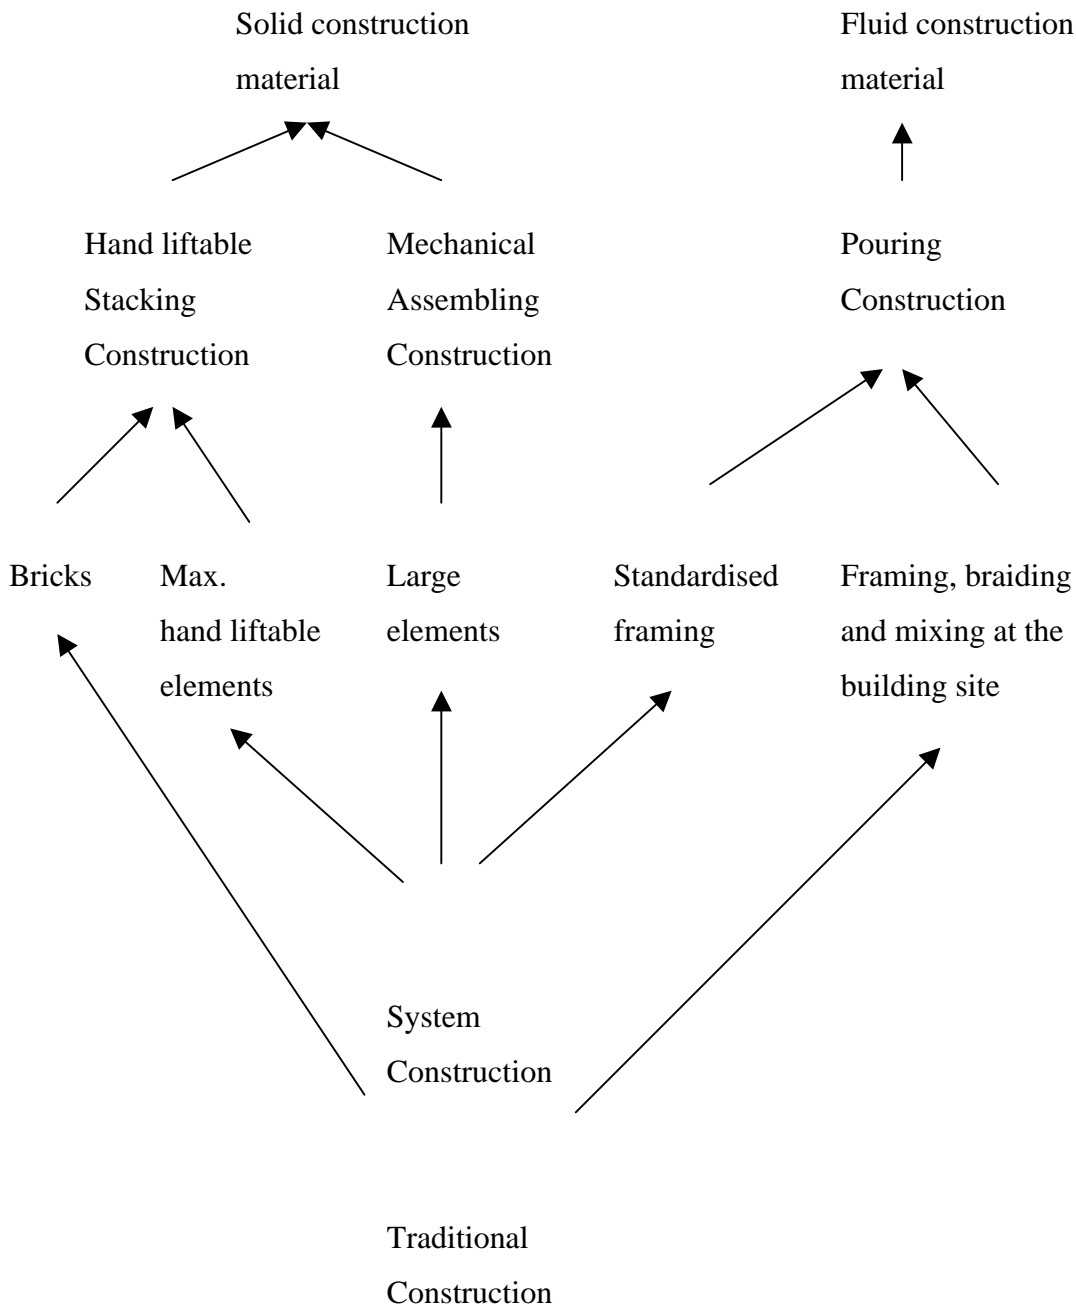 Solid construction
material
Fluid construction
material
Hand liftable
Stacking
Construction
Mechanical
Assembling
Construction
Pouring
Construction
Bricks
Max.
hand liftable
elements
Large
elements
Standardised
framing
Framing, braiding
and mixing at the
building site
System
Construction
Traditional
Construction